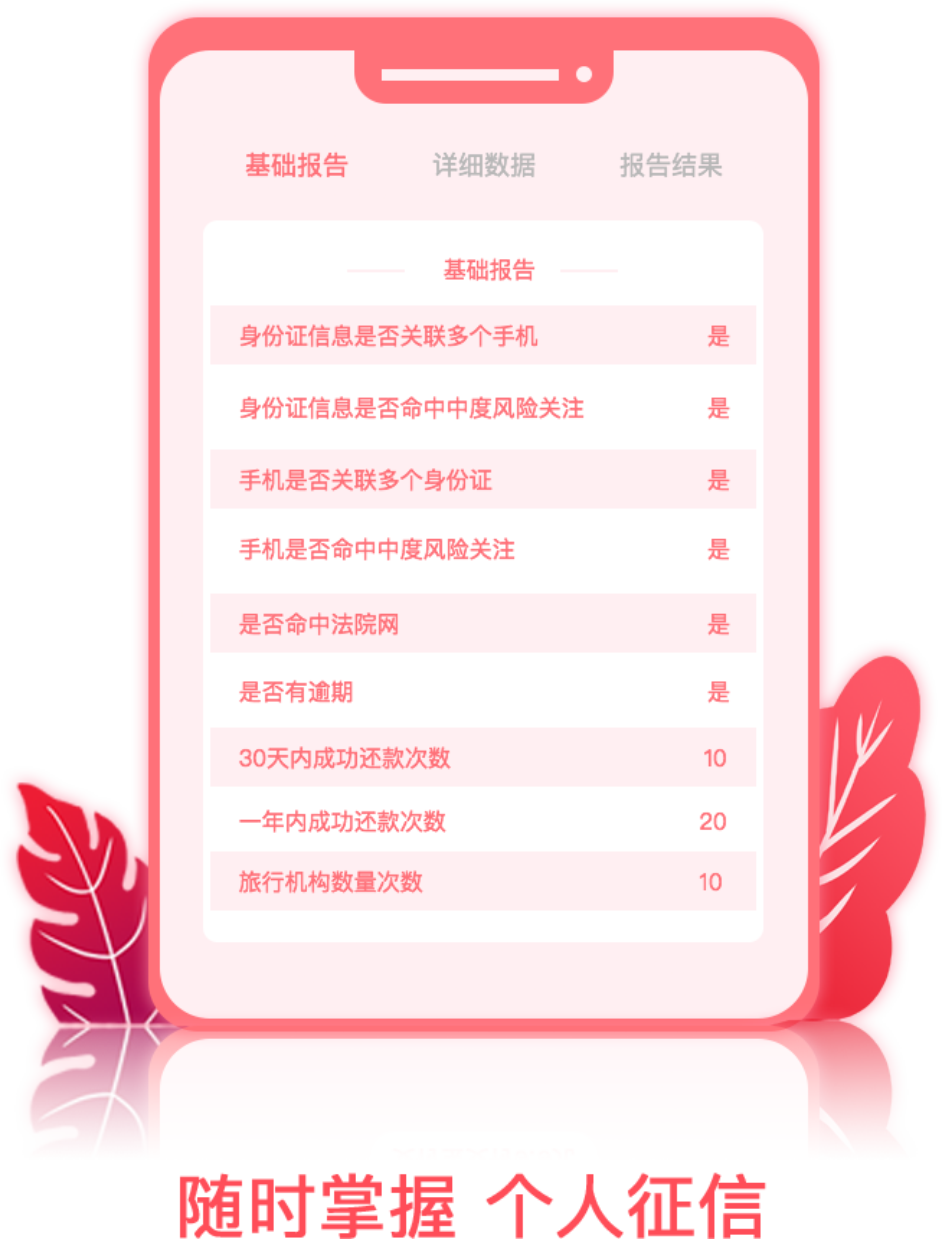 基础报告 详细数据 报告结果
基础报告
身份证信息是否关联多个手机 是
身份证信息是否命中中度风险关注 是
手机是否关联多个身份证 是
手机是否命中中度风险关注 是
是否命中法院网 是
是否有逾期 是
30天内成功还款次数 10
一年内成功还款次数 20
旅行机构数量次数 10
随时掌握 个人征信